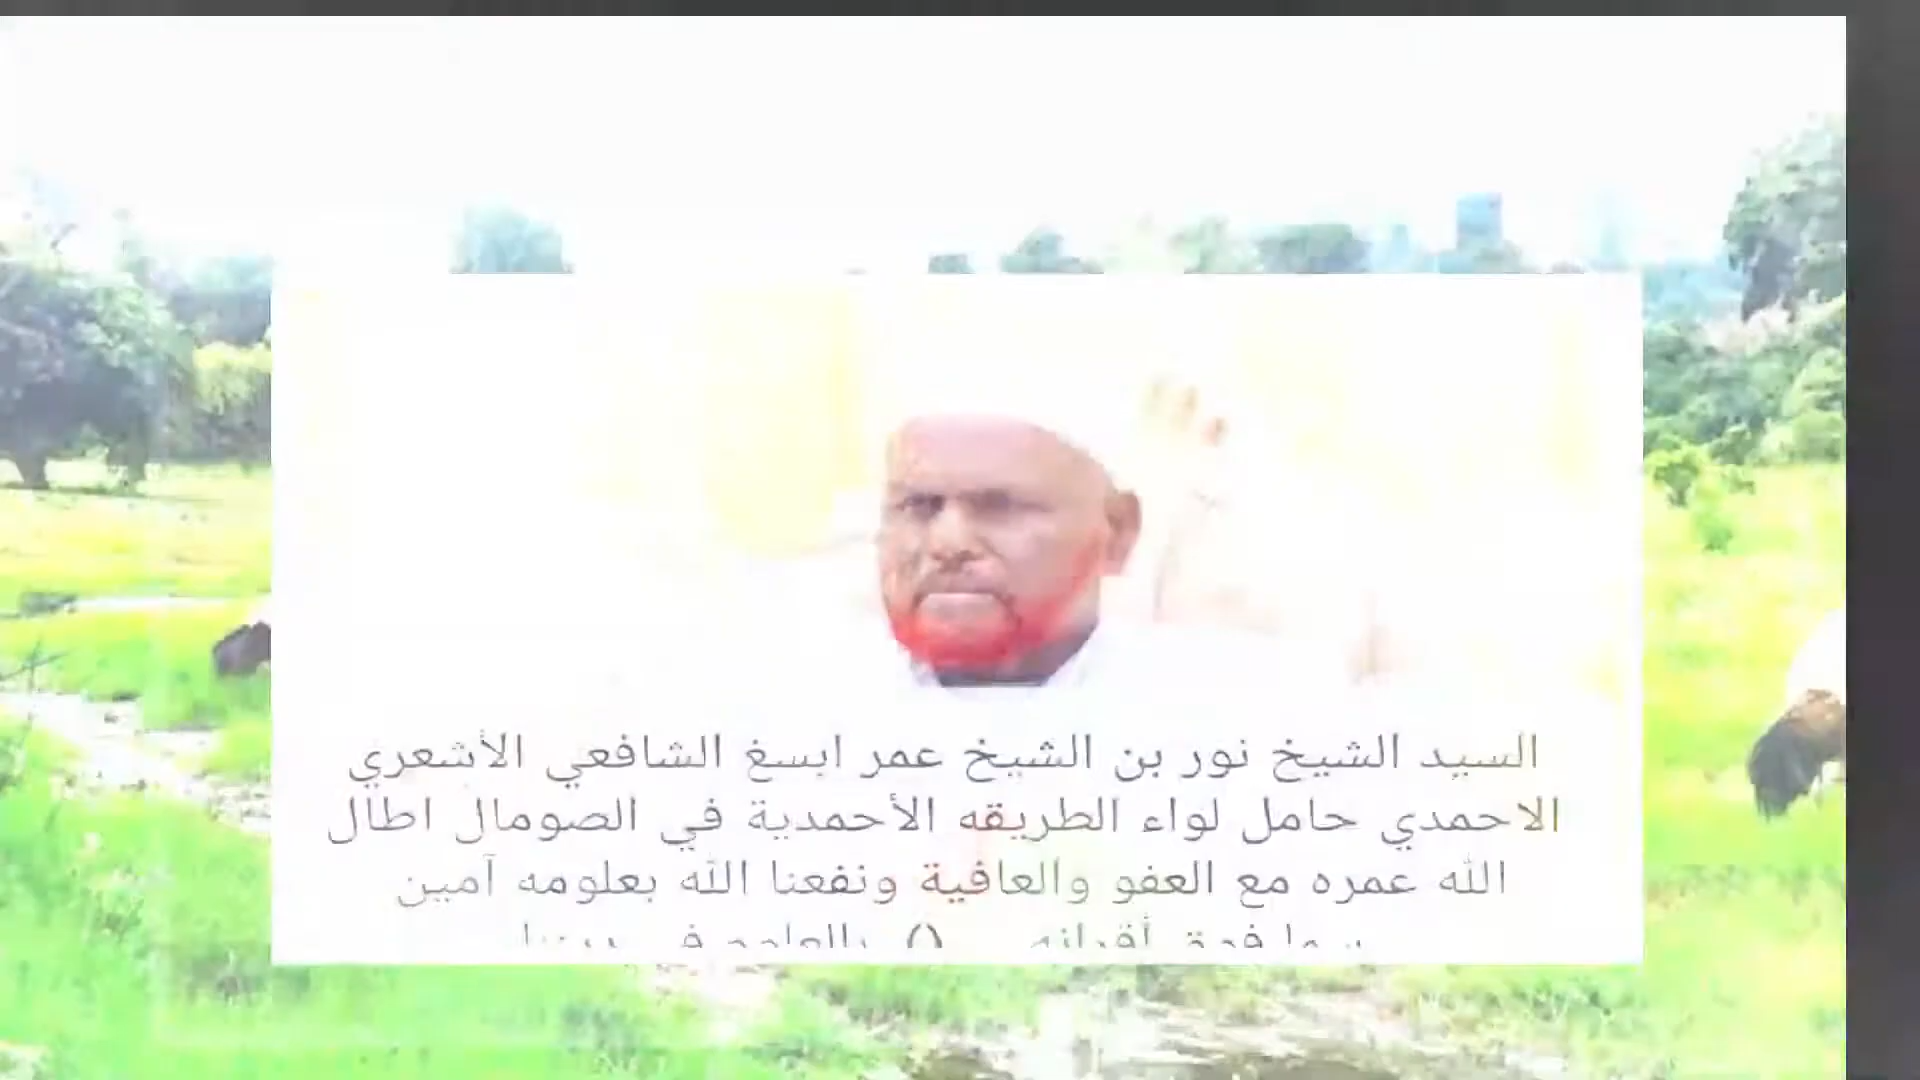 السيد الشيخ نور بن الشيخ عمر ابسغ الشافعي الأشعري
الاحمدي حامل لواء الطريقه الأحمدية في الصومال اطال
الله عمره مع العفو والعافية ونفعنا الله بعلومه آمين